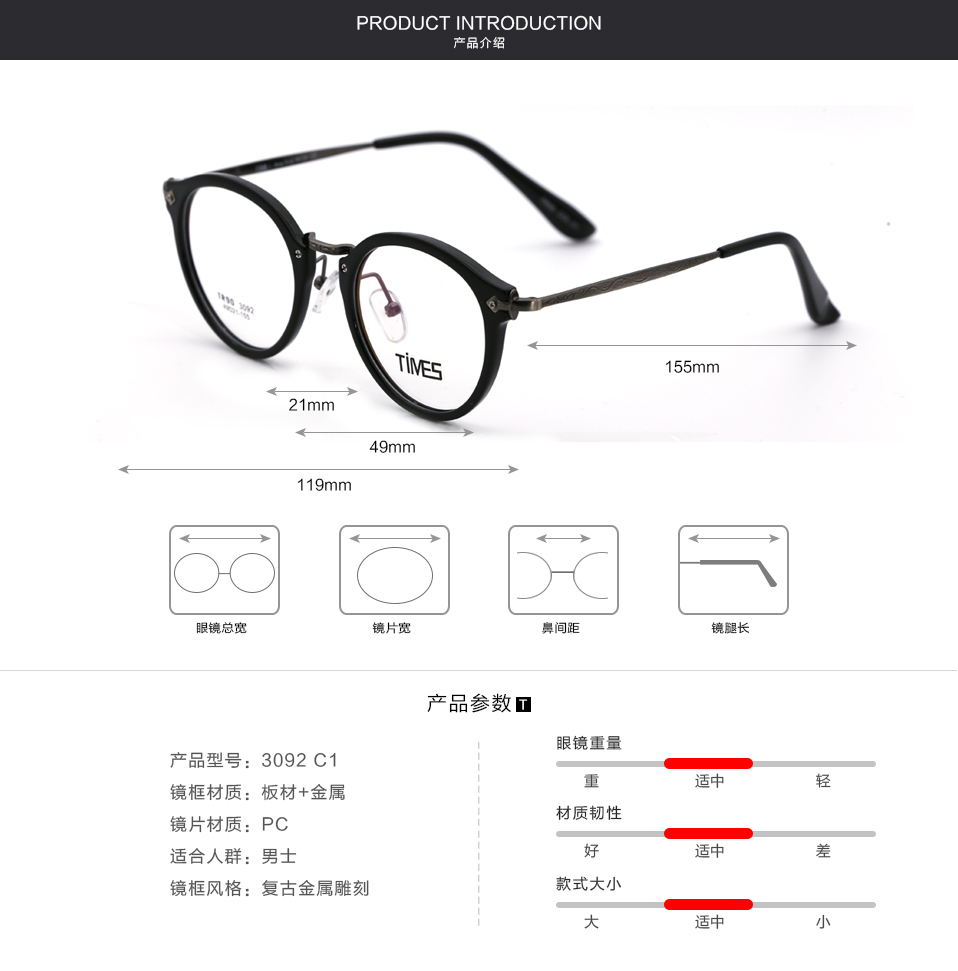 PRODUCT INTRODUCTION
产品介绍
TR90 3092
TiMES
155mm
21mm
49mm
119mm
眼镜总宽
镜片宽
鼻间距
镜腿长
产品参数 T
产品型号：3092 C1
镜框材质：板材+金属
镜片材质：PC
适合人群：男士
镜框风格：复古金属雕刻
眼镜重量
重 适中 轻
材质韧性
好 适中 差
款式大小
大 适中 小